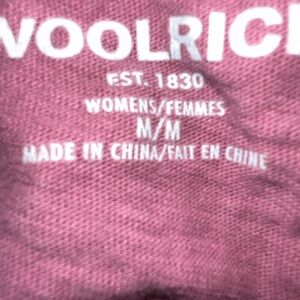 WOOLRICH
EST. 1830
WOMENS/FEMMES
M/M
MADE IN CHINA/FAIT EN CHINE